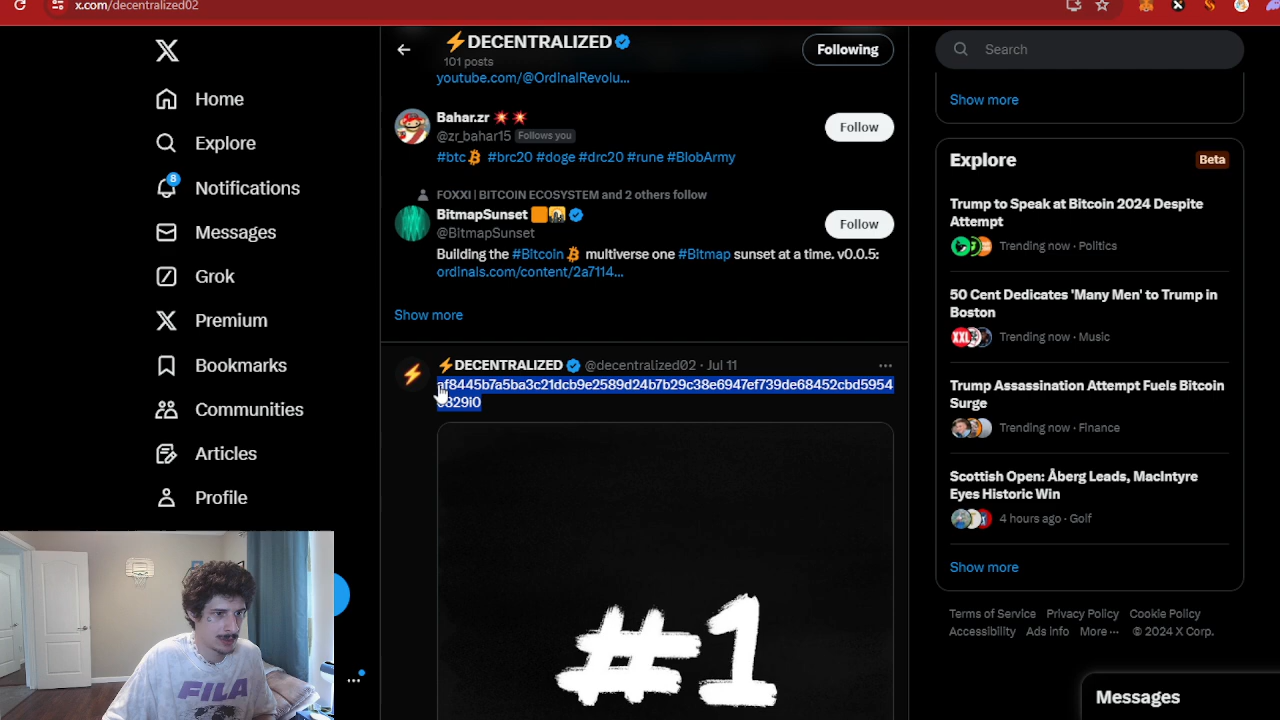 x.com/decentralized02
Home
Explore
8
Notifications
Messages
Grok
Premium
Bookmarks
Communities
Articles
Profile
⚡DECENTRALIZED
101 posts
Following
youtube.com/@OrdInalRevolu...
Bahar.zr 💥 💥
@zr_bahar15 Follows you
Follow
#btc #brc20 #doge #drc20 #rune #BlobArmy
FOXXI | BITCOIN ECOSYSTEM and 2 others follow
BitmapSunset
@BitmapSunset
Follow
Building the #Bitcoin multiverse one #Bitmap sunset at a time. v0.0.5:
ordinals.com/content/2a7114...
Show more
⚡DECENTRALIZED @decentralized02 · Jul 11
af8445b7a5ba3c21dcb9e2589d24b7b29c38e6947ef739de68452cbd5954
#1
FILA
Search
Show more
Explore
Beta
Trump to Speak at Bitcoin 2024 Despite
Attempt
Trending now · Politics
50 Cent Dedicates 'Many Men' to Trump in
Boston
Trending now · Music
Trump Assassination Attempt Fuels Bitcoin
Surge
Trending now · Finance
Scottish Open: Åberg Leads, MacIntyre
Eyes Historic Win
4 hours ago · Golf
Show more
Terms of Service Privacy Policy Cookie Policy
Accessibility Ads info More ··· © 2024 X Corp.
Messages